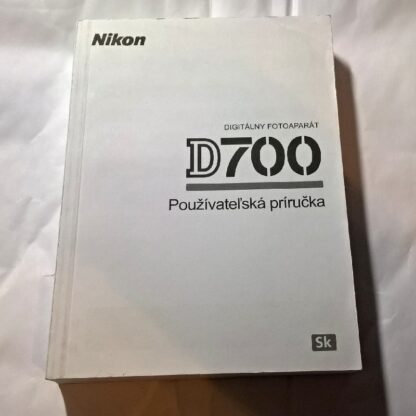 Nikon
DIGITÁLNY FOTOAPARÁT
D700
Používateľská príručka
Sk